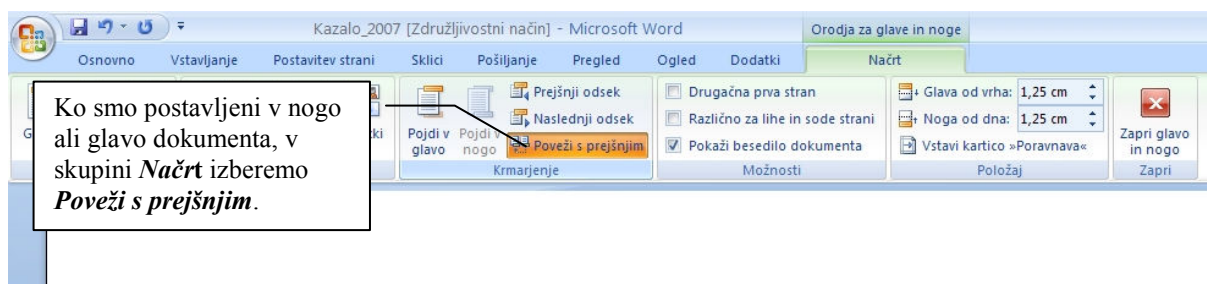 Kazalo_2007 [Združljivostni način] - Microsoft Word
Orodja za glave in noge
Osnovno Vstavljanje Postavitev strani Sklici Pošiljanje Pregled Ogled Dodatki Načrt
Ko smo postavljeni v nogo
ali glavo dokumenta, v
skupini Načrt izberemo
Poveži s prejšnjim.
Pojdi v
glavo
Pojdi v
nogo
Prejšnji odsek
Naslednji odsek
Poveži s prejšnjim
Krmarjenje
Drugačna prva stran
Različno za lihe in sode strani
Pokaži besedilo dokumenta
Možnosti
Glava od vrha: 1,25 cm
Noga od dna: 1,25 cm
Vstavi kartico »Poravnava«
Položaj
Zapri glavo
in nogo
Zapri